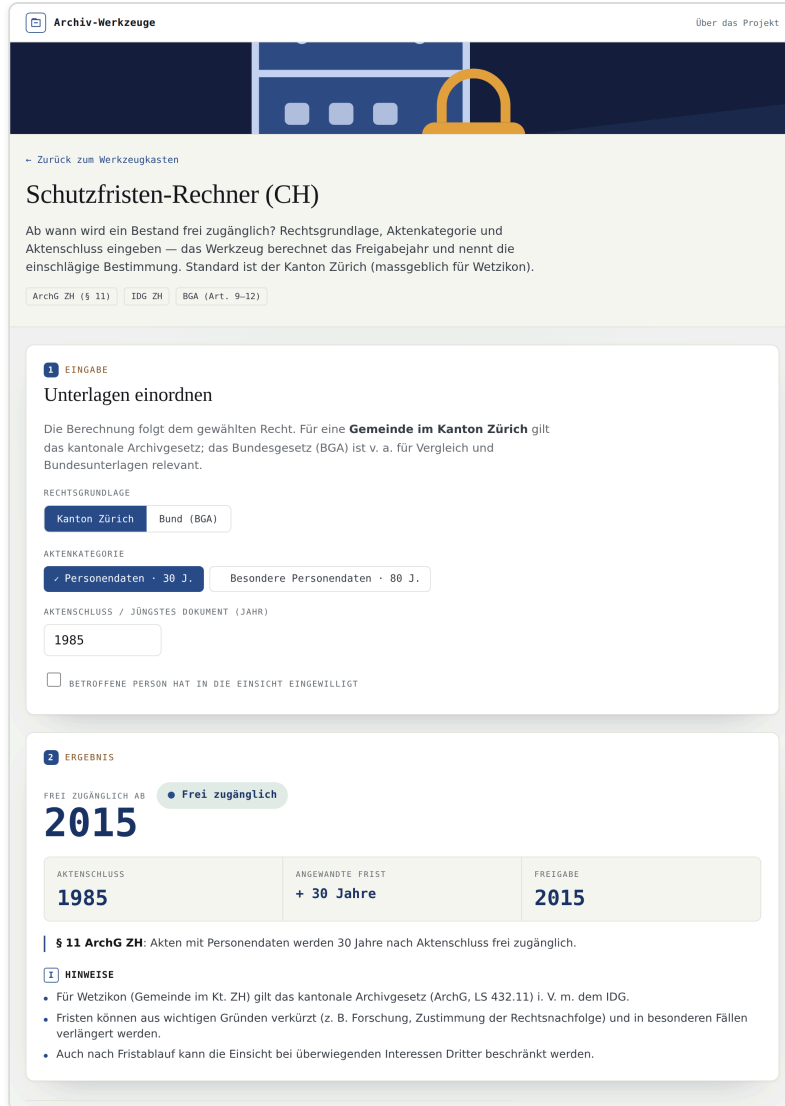 Archiv-Werkzeuge
Über das Projekt
← Zurück zum Werkzeugkasten
Schutzfristen-Rechner (CH)
Ab wann wird ein Bestand frei zugänglich? Rechtsgrundlage, Aktenkategorie und
Aktenschluss eingeben — das Werkzeug berechnet das Freigabejahr und nennt die
einschlägige Bestimmung. Standard ist der Kanton Zürich (massgeblich für Wetzikon).
ArchG ZH (§ 11)
IDG ZH
BGA (Art. 9–12)
1 EINGABE
Unterlagen einordnen
Die Berechnung folgt dem gewählten Recht. Für eine Gemeinde im Kanton Zürich gilt
das kantonale Archivgesetz; das Bundesgesetz (BGA) ist v. a. für Vergleich und
Bundesunterlagen relevant.
RECHTSGRUNDLAGE
Kanton Zürich
Bund (BGA)
AKTENKATEGORIE
✓ Personendaten · 30 J.
Besondere Personendaten · 80 J.
AKTENSCHLUSS / JÜNGSTES DOKUMENT (JAHR)
1985
BETROFFENE PERSON HAT IN DIE EINSICHT EINGEWILLIGT
2 ERGEBNIS
FREI ZUGÄNGLICH AB
Frei zugänglich
2015
AKTENSCHLUSS
1985
ANGEWANDTE FRIST
+ 30 Jahre
FREIGABE
2015
§ 11 ArchG ZH: Akten mit Personendaten werden 30 Jahre nach Aktenschluss frei zugänglich.
I HINWEISE
Für Wetzikon (Gemeinde im Kt. ZH) gilt das kantonale Archivgesetz (ArchG, LS 432.11) i. V. m. dem IDG.
Fristen können aus wichtigen Gründen verkürzt (z. B. Forschung, Zustimmung der Rechtsnachfolge) und in besonderen Fällen
verlängert werden.
Auch nach Fristablauf kann die Einsicht bei überwiegenden Interessen Dritter beschränkt werden.